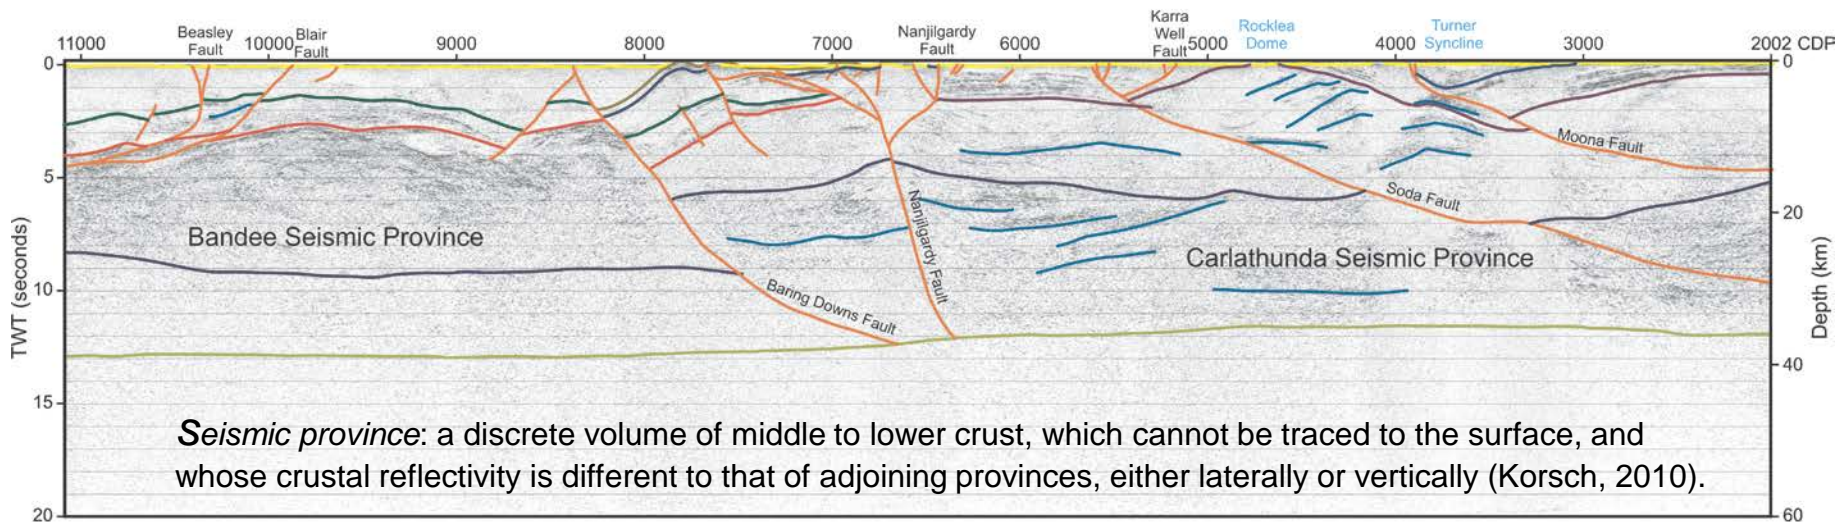 Beasley
Fault
Blair
Fault
Nanjilgardy
Fault
Karra
Well
Fault
Rocklea
Dome
Turner
Syncline
11000 10000 9000 8000 7000 6000 5000 4000 3000 2002 CDP
0 0
Moona Fault
5
Soda Fault
Nanjilgardy Fault
20
Bandee Seismic Province
Carlathunda Seismic Province
TWT (seconds)
Depth (km)
10
Baring Downs Fault
40
15
Seismic province: a discrete volume of middle to lower crust, which cannot be traced to the surface, and
whose crustal reflectivity is different to that of adjoining provinces, either laterally or vertically (Korsch, 2010).
20 60